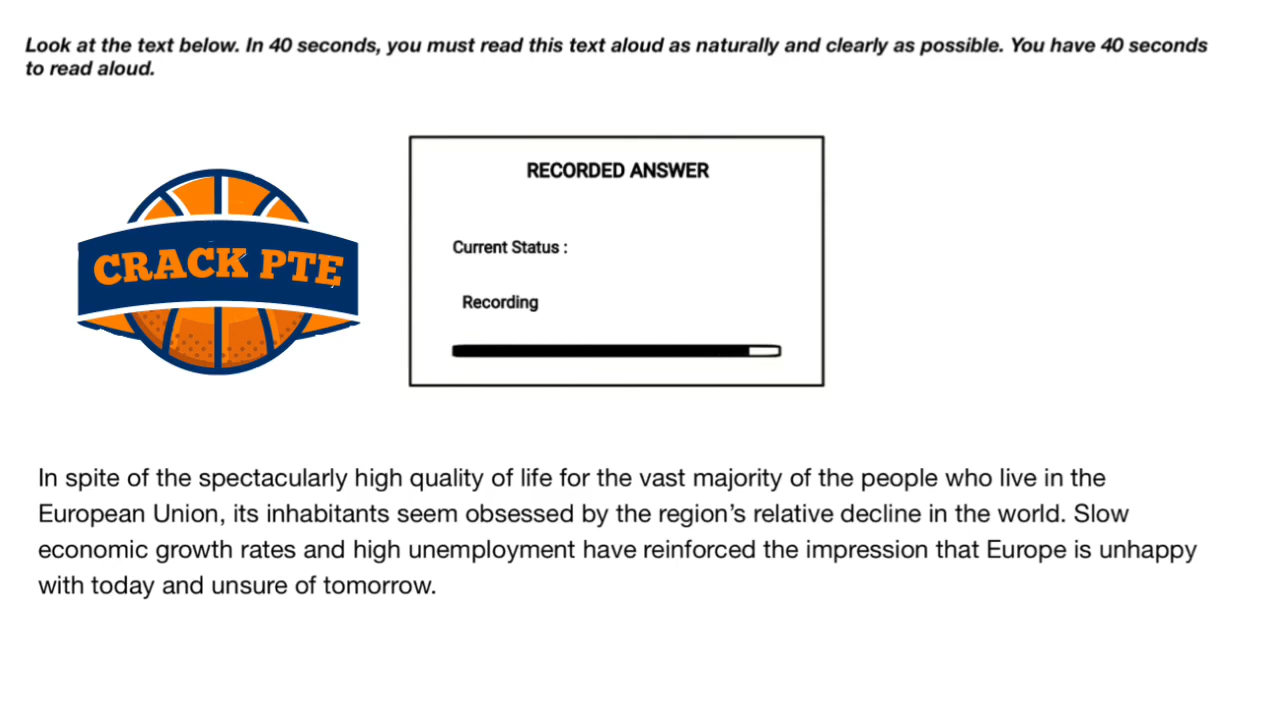 Look at the text below. In 40 seconds, you must read this text aloud as naturally and clearly as possible. You have 40 seconds
to read aloud.
CRACK PTE
RECORDED ANSWER
Current Status :
Recording
In spite of the spectacularly high quality of life for the vast majority of the people who live in the
European Union, its inhabitants seem obsessed by the region’s relative decline in the world. Slow
economic growth rates and high unemployment have reinforced the impression that Europe is unhappy
with today and unsure of tomorrow.